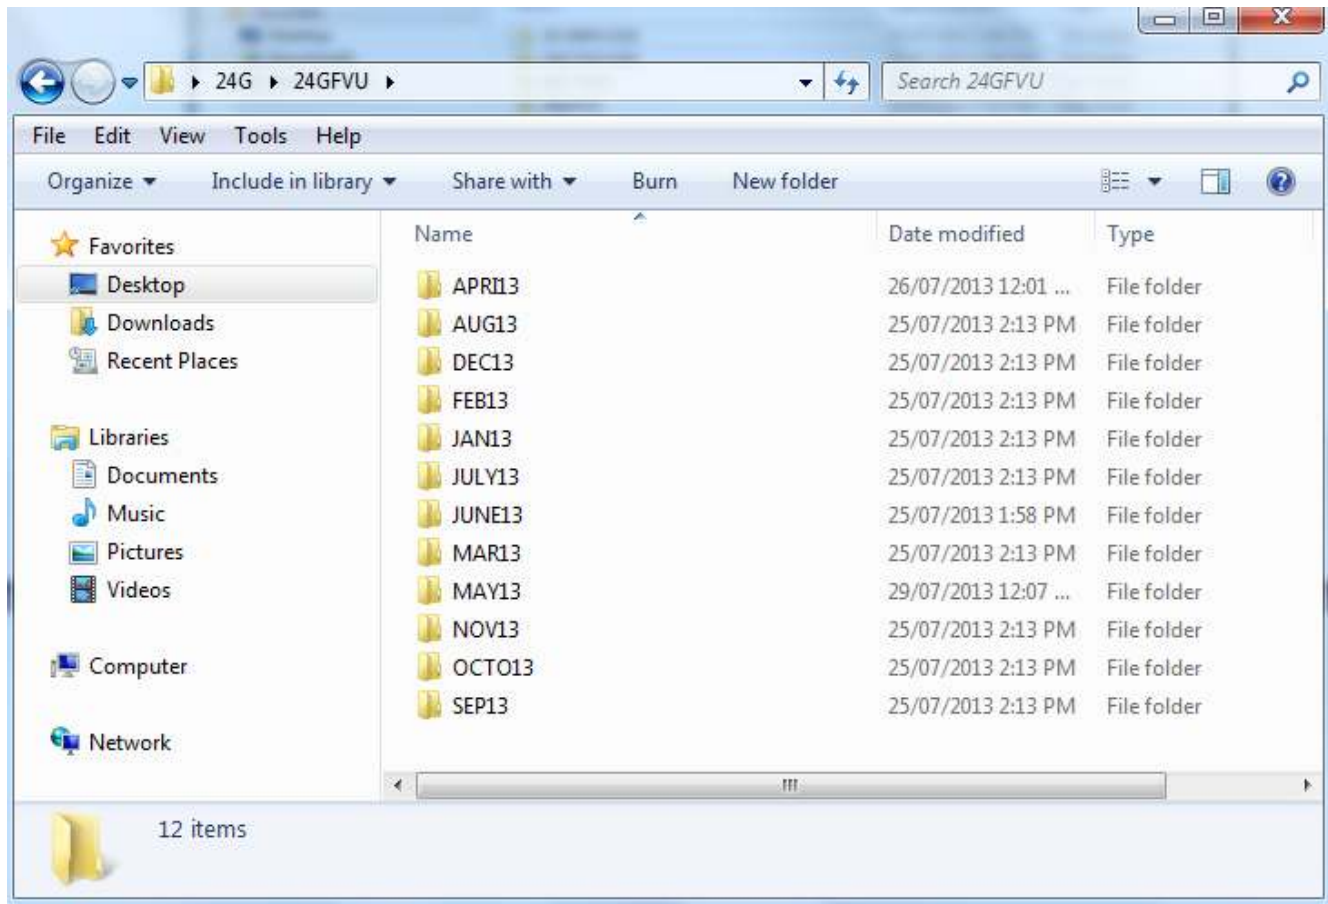 24G 24GFVU Search 24GFVU
File Edit View Tools Help
Organize Include in library Share with Burn New folder
Favorites
Desktop
Downloads
Recent Places
Libraries
Documents
Music
Pictures
Videos
Computer
Network
Name Date modified Type
APRI13 26/07/2013 12:01 ... File folder
AUG13 25/07/2013 2:13 PM File folder
DEC13 25/07/2013 2:13 PM File folder
FEB13 25/07/2013 2:13 PM File folder
JAN13 25/07/2013 2:13 PM File folder
JULY13 25/07/2013 2:13 PM File folder
JUNE13 25/07/2013 1:58 PM File folder
MAR13 25/07/2013 2:13 PM File folder
MAY13 29/07/2013 12:07 ... File folder
NOV13 25/07/2013 2:13 PM File folder
OCTO13 25/07/2013 2:13 PM File folder
SEP13 25/07/2013 2:13 PM File folder
12 items